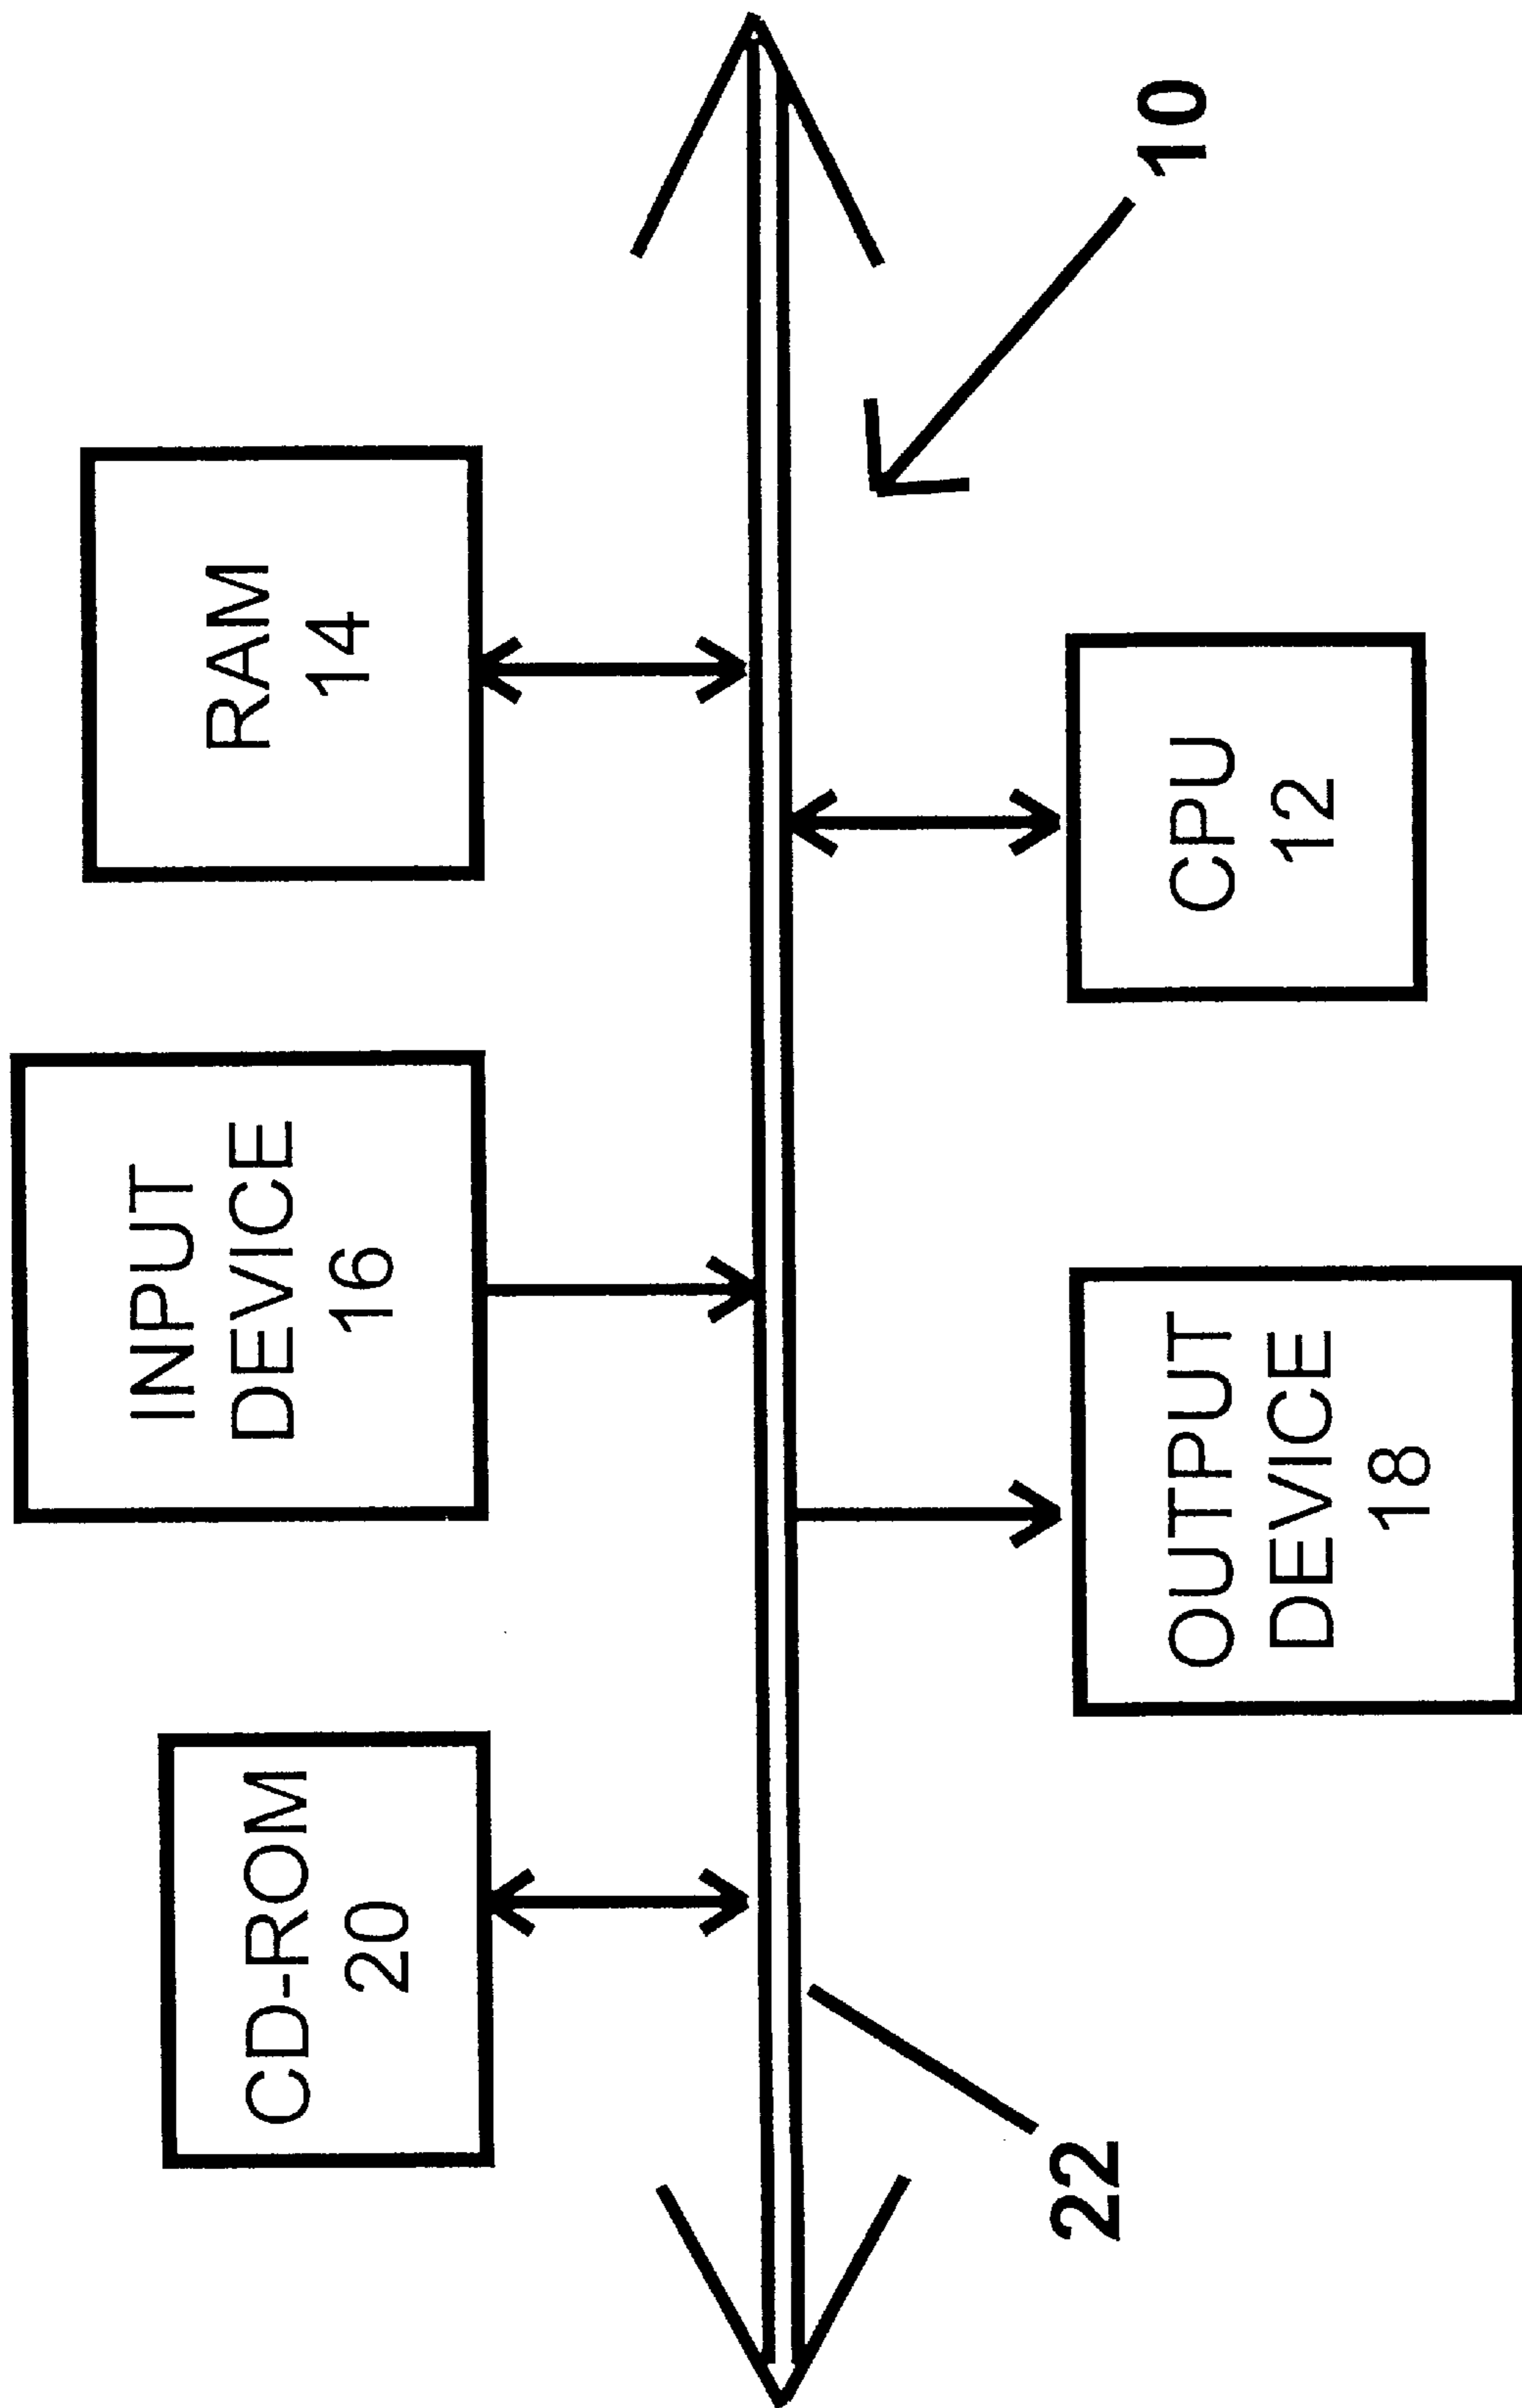 CD-ROM
20
INPUT
DEVICE
16
RAM
14
22
OUTPUT
DEVICE
18
CPU
12
10